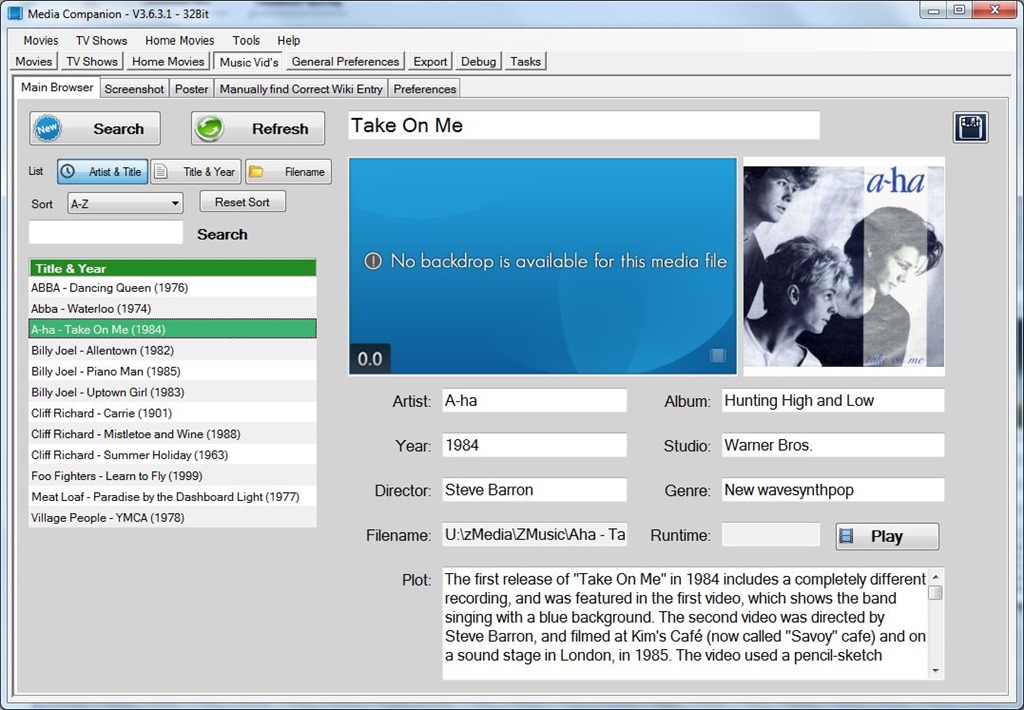 Media Companion - V3.6.3.1 - 32Bit
Movies TV Shows Home Movies Tools Help
Movies TV Shows Home Movies Music Vid's General Preferences Export Debug Tasks
Main Browser Screenshot Poster Manually find Correct Wiki Entry Preferences
New Search Refresh Take On Me
List Artist & Title Title & Year Filename
Sort A-Z Reset Sort
Search
Title & Year
ABBA - Dancing Queen (1976)
Abba - Waterloo (1974)
A-ha - Take On Me (1984)
Billy Joel - Allentown (1982)
Billy Joel - Piano Man (1985)
Billy Joel - Uptown Girl (1983)
Cliff Richard - Carrie (1901)
Cliff Richard - Mistletoe and Wine (1988)
Cliff Richard - Summer Holiday (1963)
Foo Fighters - Learn to Fly (1999)
Meat Loaf - Paradise by the Dashboard Light (1977)
Village People - YMCA (1978)
No backdrop is available for this media file
0.0
a-ha
take on me
Artist: A-ha Album: Hunting High and Low
Year: 1984 Studio: Warner Bros.
Director: Steve Barron Genre: New wavesynthpop
Filename: U:\zMedia\ZMusic\Aha - Ta Runtime: Play
Plot: The first release of "Take On Me" in 1984 includes a completely different
recording, and was featured in the first video, which shows the band
singing with a blue background. The second video was directed by
Steve Barron, and filmed at Kim's Café (now called "Savoy" cafe) and on
a sound stage in London, in 1985. The video used a pencil-sketch